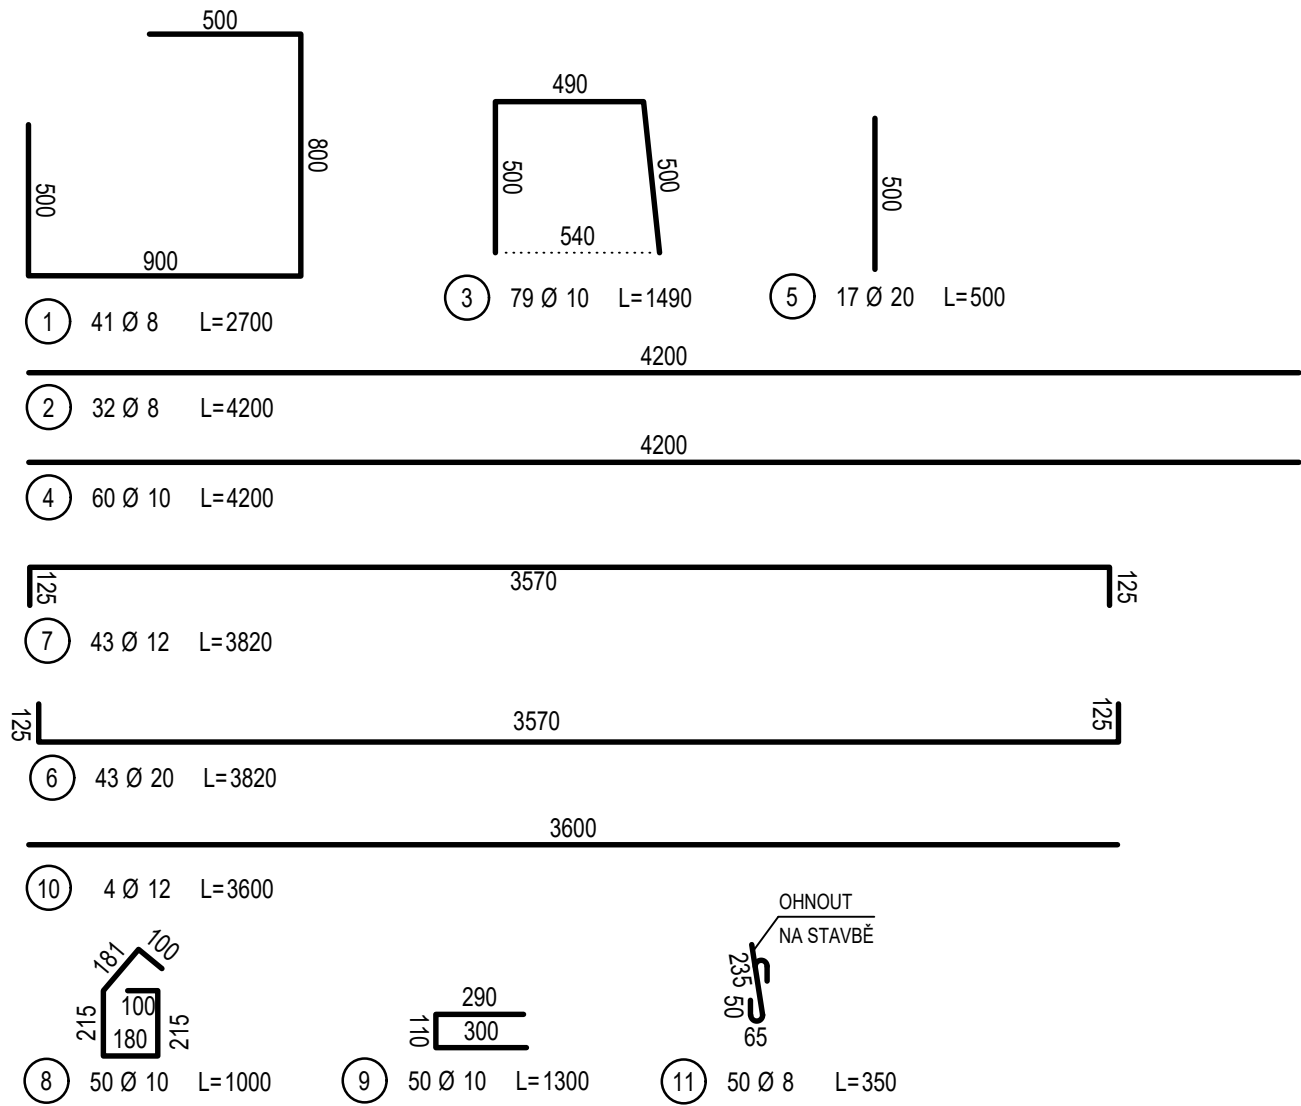 500
800
500
900
1 41 Ø 8 L=2700
490
500
500
540
3 79 Ø 10 L=1490
500
5 17 Ø 20 L=500
4200
2 32 Ø 8 L=4200
4200
4 60 Ø 10 L=4200
125
3570
125
7 43 Ø 12 L=3820
125
3570
125
6 43 Ø 20 L=3820
3600
10 4 Ø 12 L=3600
181
100
215
100
180
215
8 50 Ø 10 L=1000
290
110
300
9 50 Ø 10 L=1300
OHNOUT
NA STAVBĚ
235
50
65
11 50 Ø 8 L=350